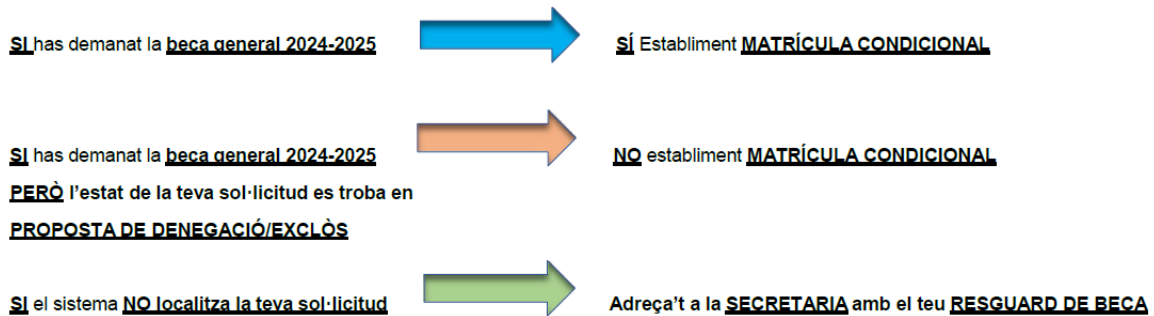 SI has demanat la beca general 2024-2025
SÍ Establiment MATRÍCULA CONDICIONAL
SI has demanat la beca general 2024-2025
NO establiment MATRÍCULA CONDICIONAL
PERÒ l'estat de la teva sol·licitud es troba en
PROPOSTA DE DENEGACIÓ/EXCLÒS
SI el sistema NO localitza la teva sol·licitud
Adreça't a la SECRETARIA amb el teu RESGUARD DE BECA